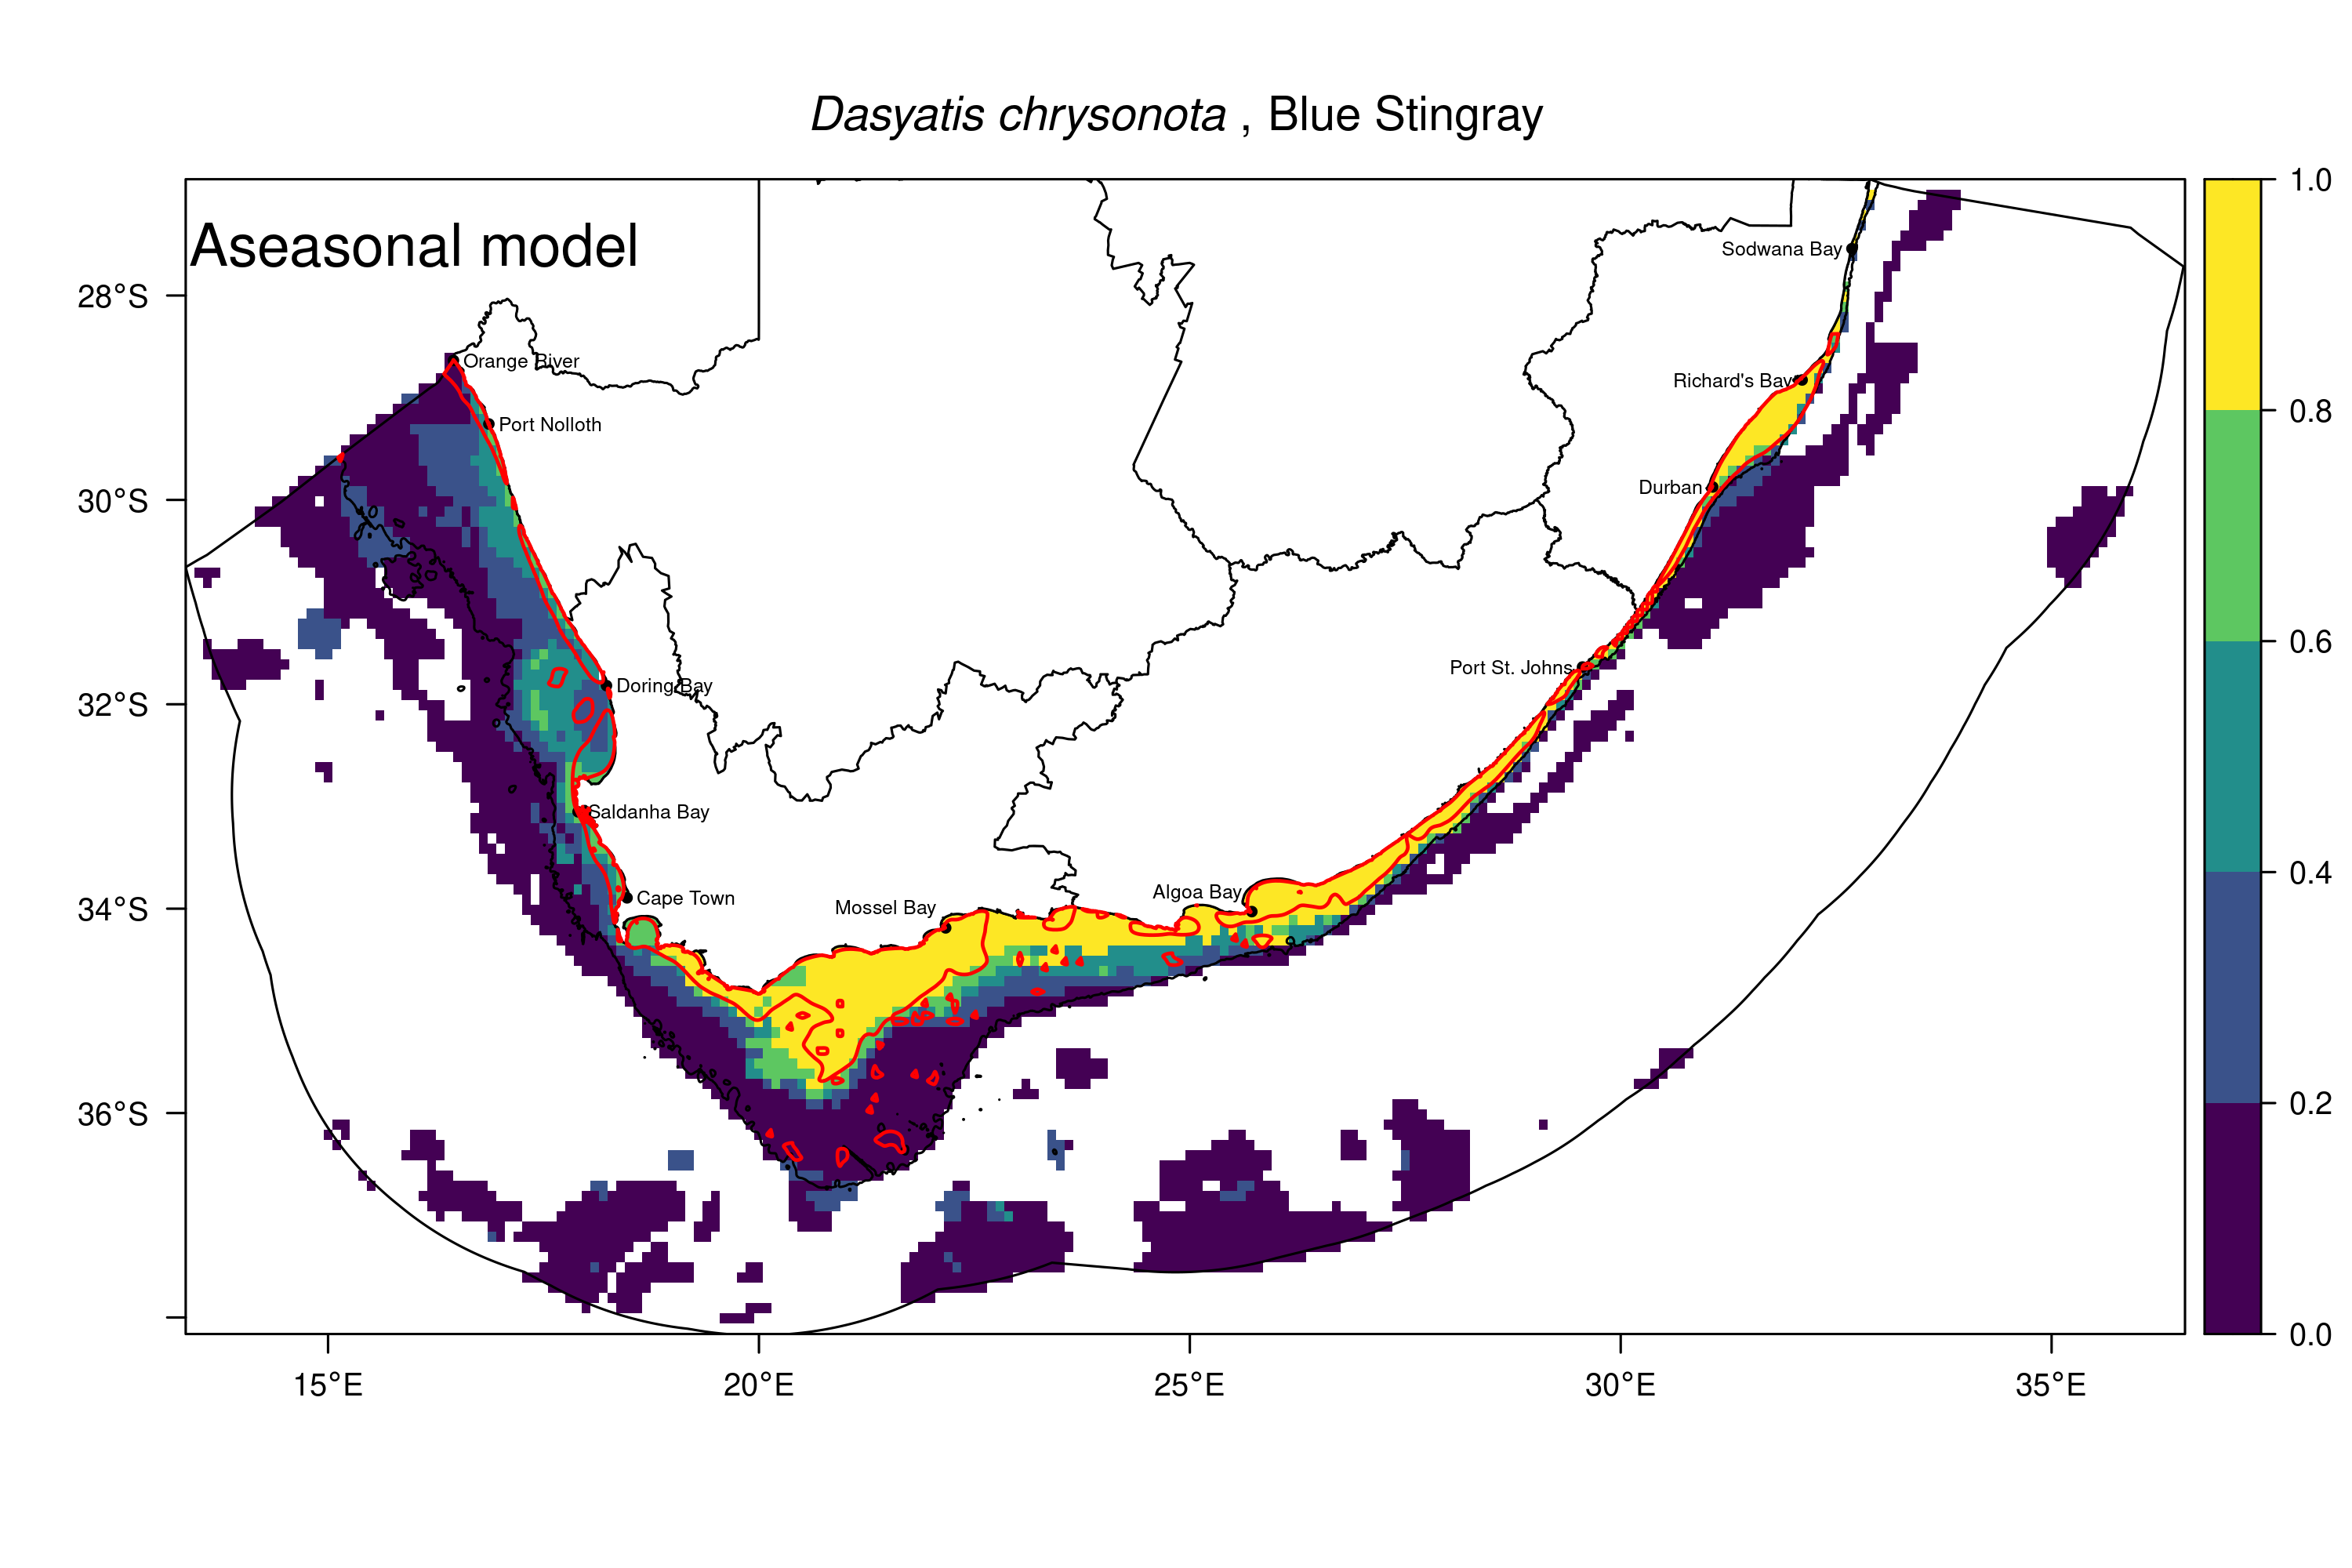 Dasyatis chrysonota , Blue Stingray
Aseasonal model
1.0
0.8
0.6
0.4
0.2
0.0
28°S
30°S
32°S
34°S
36°S
15°E
20°E
25°E
30°E
35°E
Sodwana Bay
Orange River
Richard's Bay
Port Nolloth
Durban
Port St. Johns
Doring Bay
Saldanha Bay
Cape Town
Mossel Bay
Algoa Bay